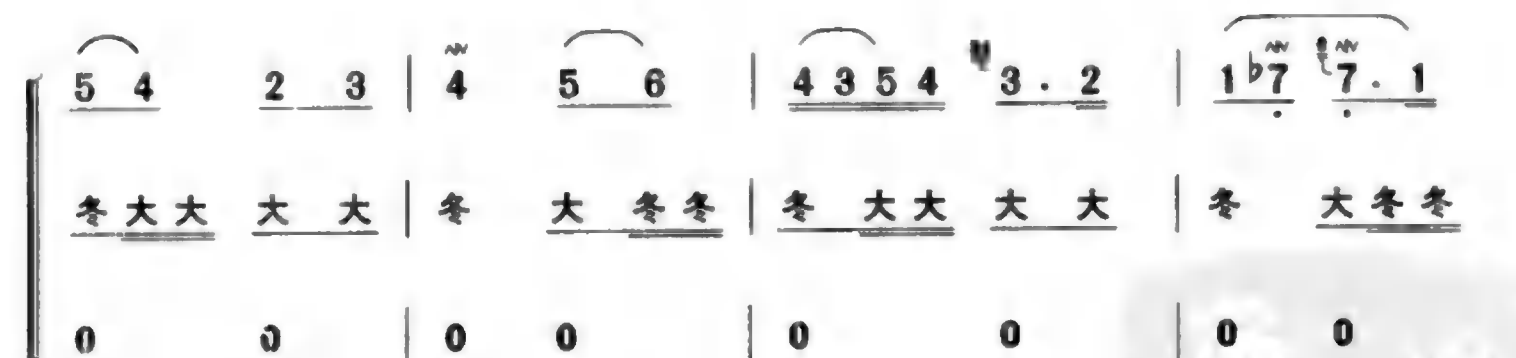 5 4 2 3 | 4 5 6 | 4 3 5 4 3 . 2 | 1 ♭7 7 . 1
冬 大 大 大 大 | 冬 大 冬 冬 | 冬 大 大 大 大 | 冬 大 冬 冬
0 0 | 0 0 | 0 0 | 0 0